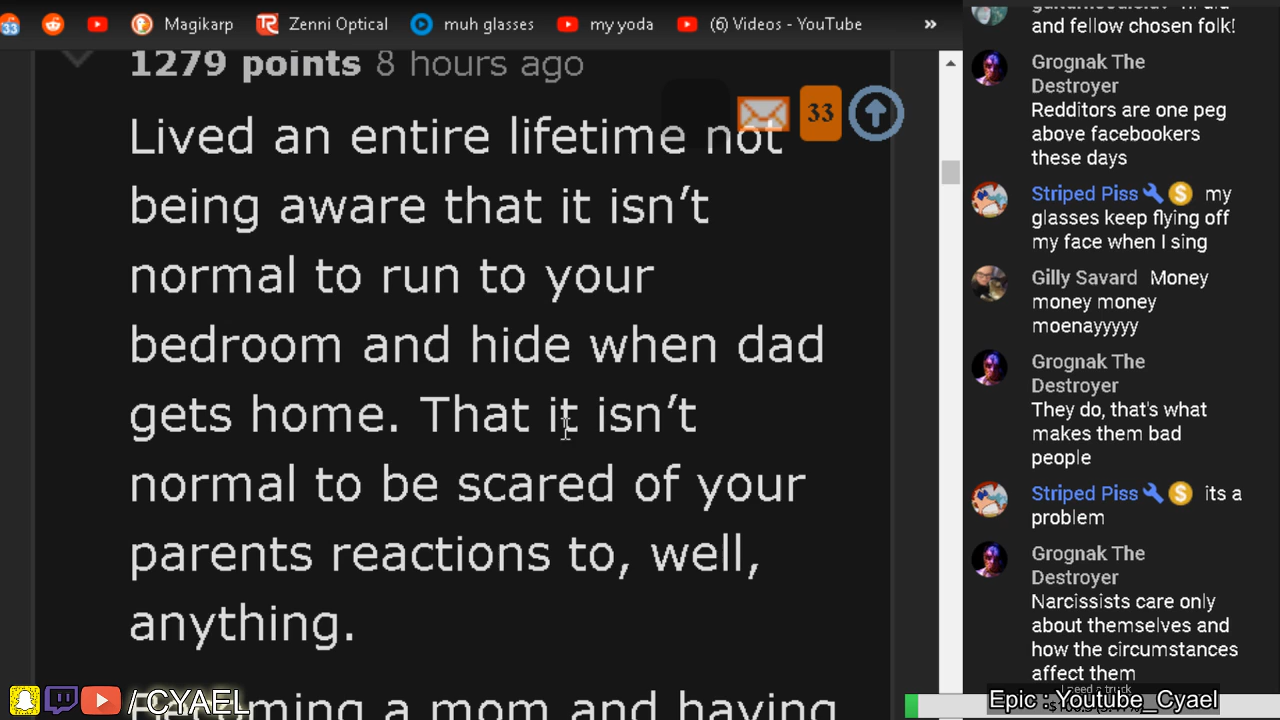 33
Magikarp
Zenni Optical
muh glasses
my yoda
(6) Videos - YouTube
»
1279 points 8 hours ago
33
Lived an entire lifetime not
being aware that it isn’t
normal to run to your
bedroom and hide when dad
gets home. That it isn’t
normal to be scared of your
parents reactions to, well,
anything.
a mom and having
/CYAEL
and fellow chosen folk!
Grognak The
Destroyer
Redditors are one peg
above facebookers
these days
Striped Piss my
glasses keep flying off
my face when I sing
Gilly Savard Money
money money
moenayyyyy
Grognak The
Destroyer
They do, that's what
makes them bad
people
Striped Piss its a
problem
Grognak The
Destroyer
Narcissists care only
about themselves and
how the circumstances
affect them
I need a truck
Epic : Youtube_Cyael